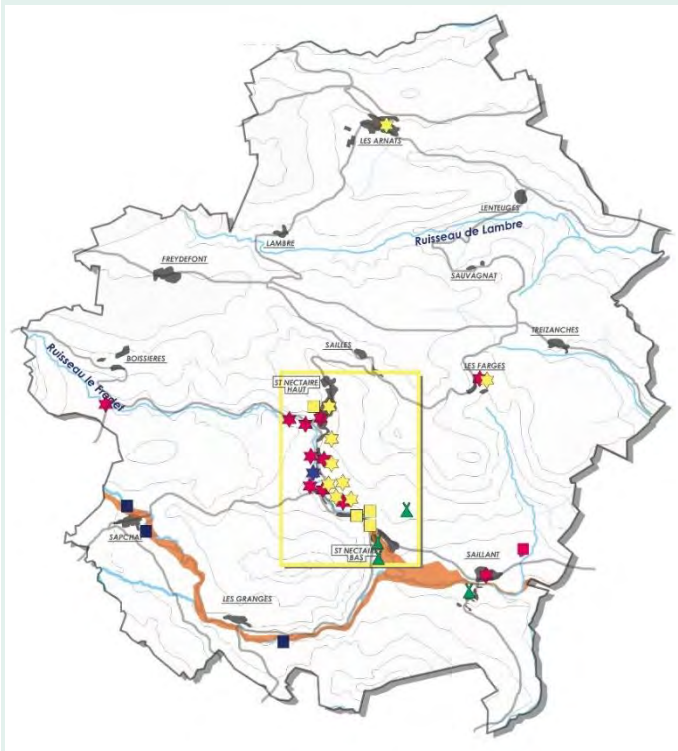 LES ARNATS
LENTEUGES
Ruisseau de Lambre
LAMBRE
FREYDEFONT
SAUVAGNAT
TREIZANCHES
SAILLES
BOISSIERES
LES FARGES
ST NECTAIRE
HAUT
Ruisseau le Fredet
SAPCHAT
ST NECTAIRE
BAS
SAILLANT
LES GRANGES